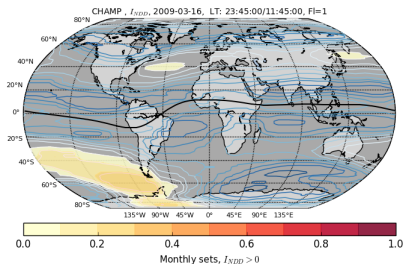 CHAMP , I_NDD, 2009-03-16, LT: 23:45:00/11:45:00, Fl=1
80°N
60°N
40°N
20°N
0°
20°S
40°S
60°S
80°S
135°W 90°W 45°W 0° 45°E 90°E 135°E
0.0 0.2 0.4 0.6 0.8 1.0
Monthly sets, I_NDD > 0